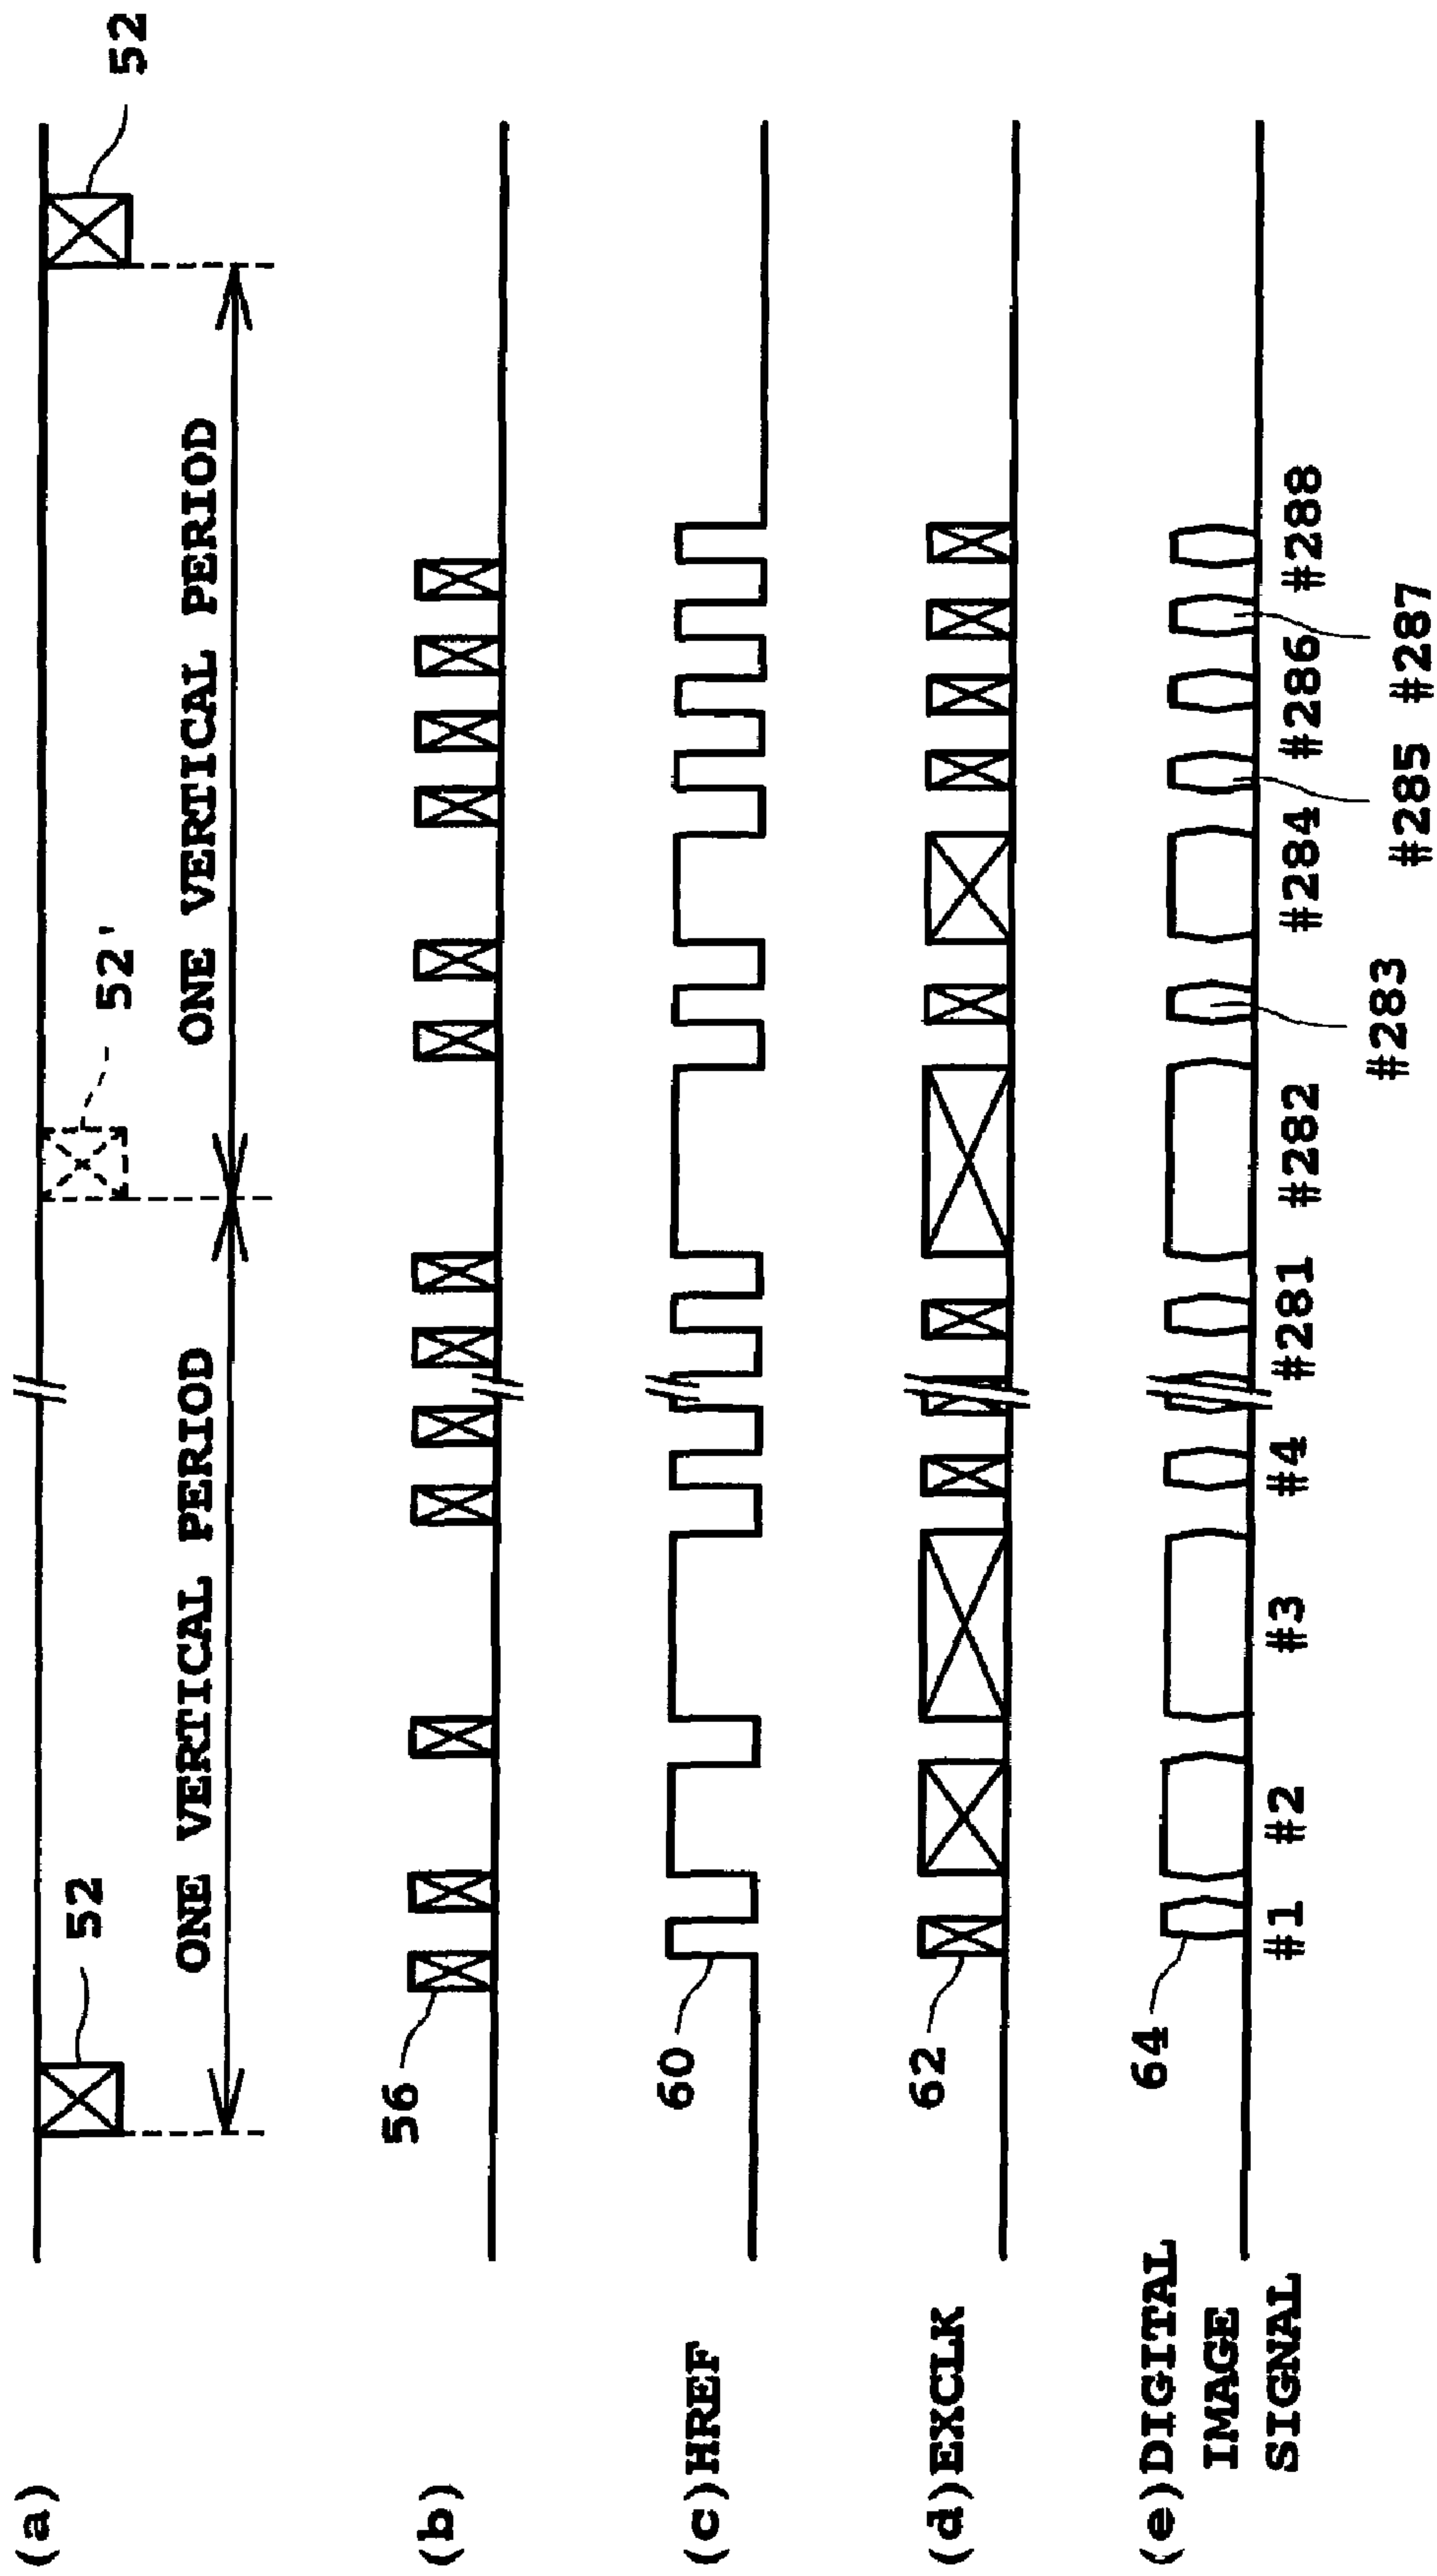 (a)
52
52'
52
ONE VERTICAL PERIOD
ONE VERTICAL PERIOD
(b)
56
(c)HREF
60
(d)EXCLK
62
(e)DIGITAL
IMAGE
SIGNAL
64
#1
#2
#3
#4
#281
#282
#283
#284
#285
#286
#287
#288